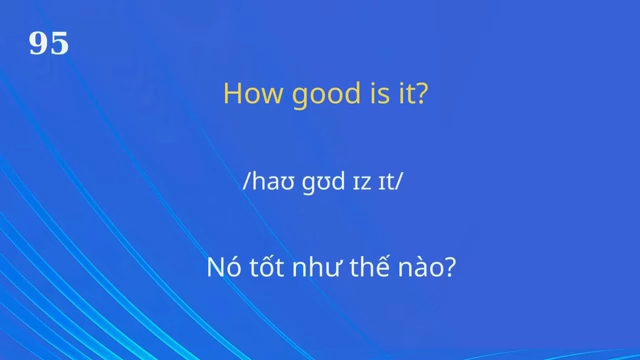 95
How good is it?
/haʊ gʊd ɪz ɪt/
Nó tốt như thế nào?